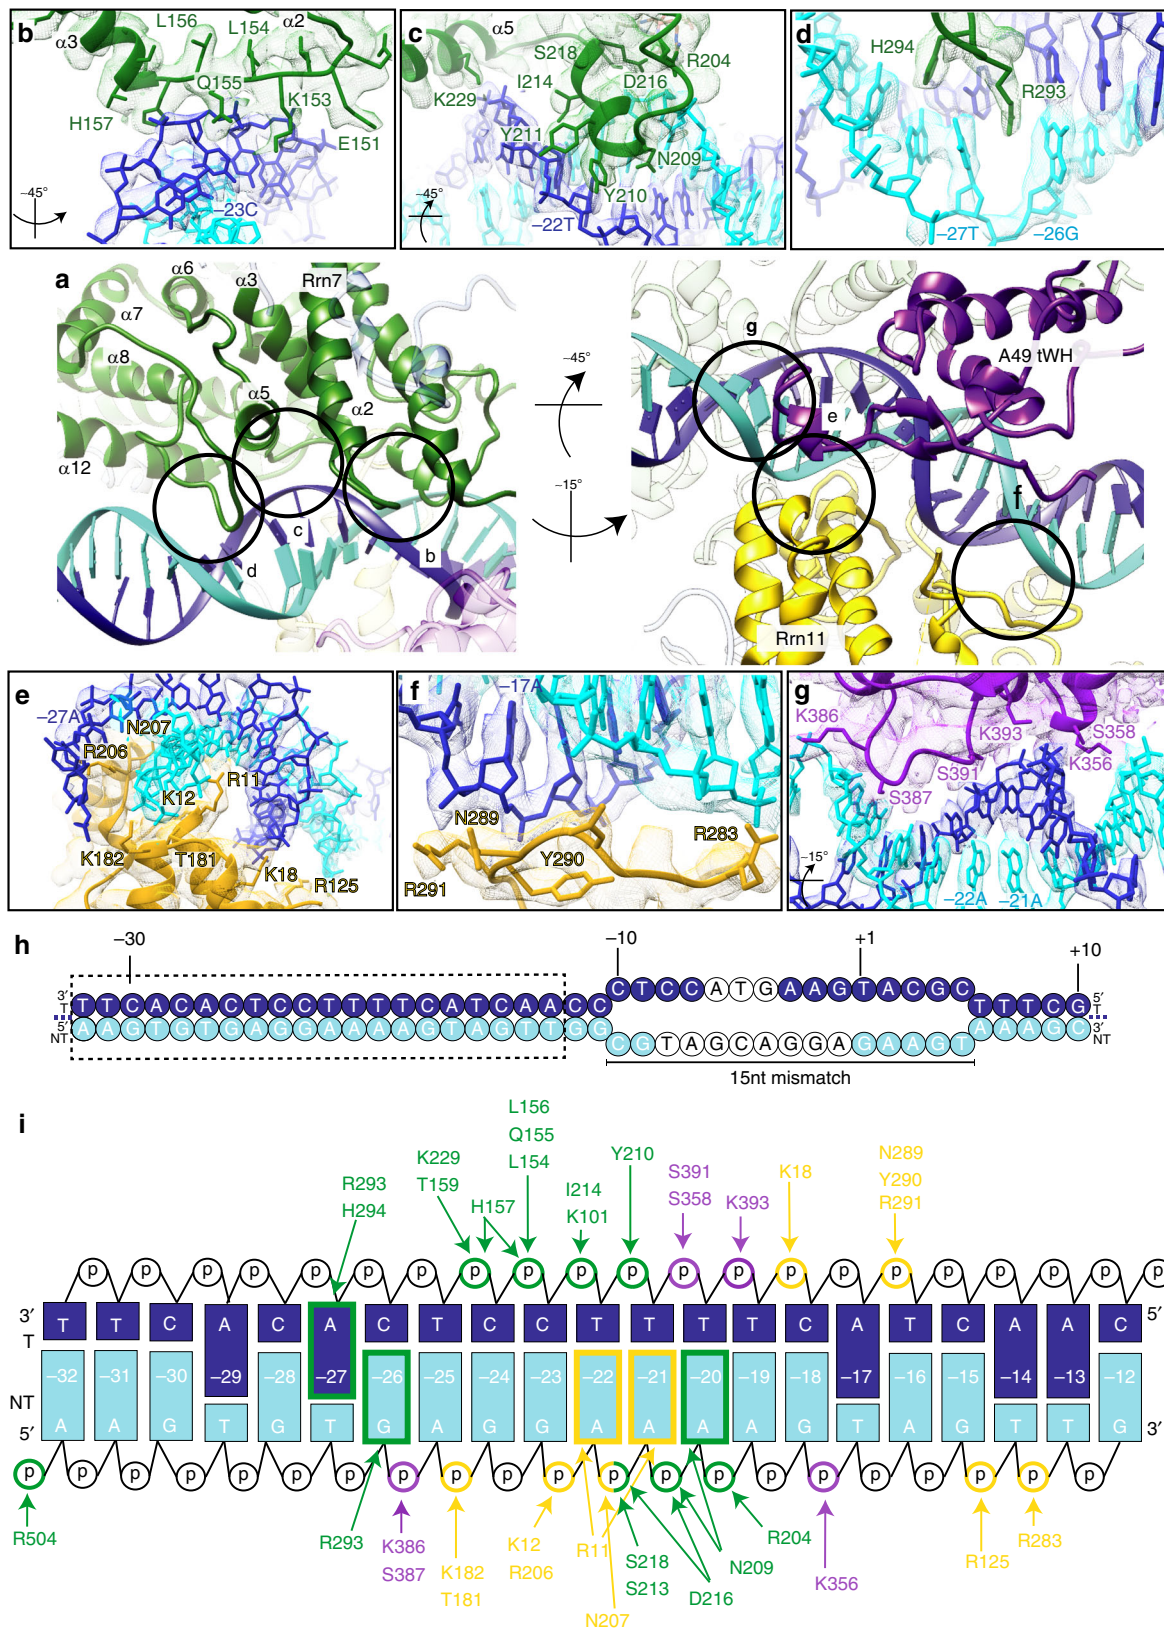 b
α3
L156
L154
α2
Q155
K153
H157
E151
~45°
–23C
c
α5
S218
R204
I214
D216
K229
Y211
N209
Y210
~45°
–22T
d
H294
R293
–27T
–26G
a
α6
α3
Rrn7
α7
α8
α5
α2
α12
c
b
d
~45°
~15°
g
A49 tWH
e
f
Rrn11
e
–27A
N207
R206
R11
K12
K182
T181
K18
R125
f
–17A
N289
R283
Y290
R291
g
K386
K393
S358
S391
K356
S387
~15°
–22A
–21A
h
–30
–10
+1
+10
3′
T
T T C A C A C T C C T T T T C A T C A A C C
C T C C A T G A A G T A C G C
T T T C G
5′
T
5′
NT
A A G T G T G A G G A A A A G T A G T T G G
C G T A G C A G G A G A A G T
A A A G C
3′
NT
15nt mismatch
i
L156
Q155
L154
K229
T159
H157
R293
H294
I214
K101
Y210
S391
S358
K393
K18
N289
Y290
R291
p p p p p p p p p p p p p p p p p p p p p
3′
T
T T C A C A C T C C T T T T C A T C A A C
5′
–32 –31 –30 –29 –28 –27 –26 –25 –24 –23 –22 –21 –20 –19 –18 –17 –16 –15 –14 –13 –12
NT
5′
A A G T G T G A G G A A A A G T A G T T G
3′
p p p p p p p p p p p p p p p p p p p p p
R504
R293
K386
S387
K182
T181
K12
R206
R11
N207
S218
S213
D216
N209
R204
K356
R125
R283